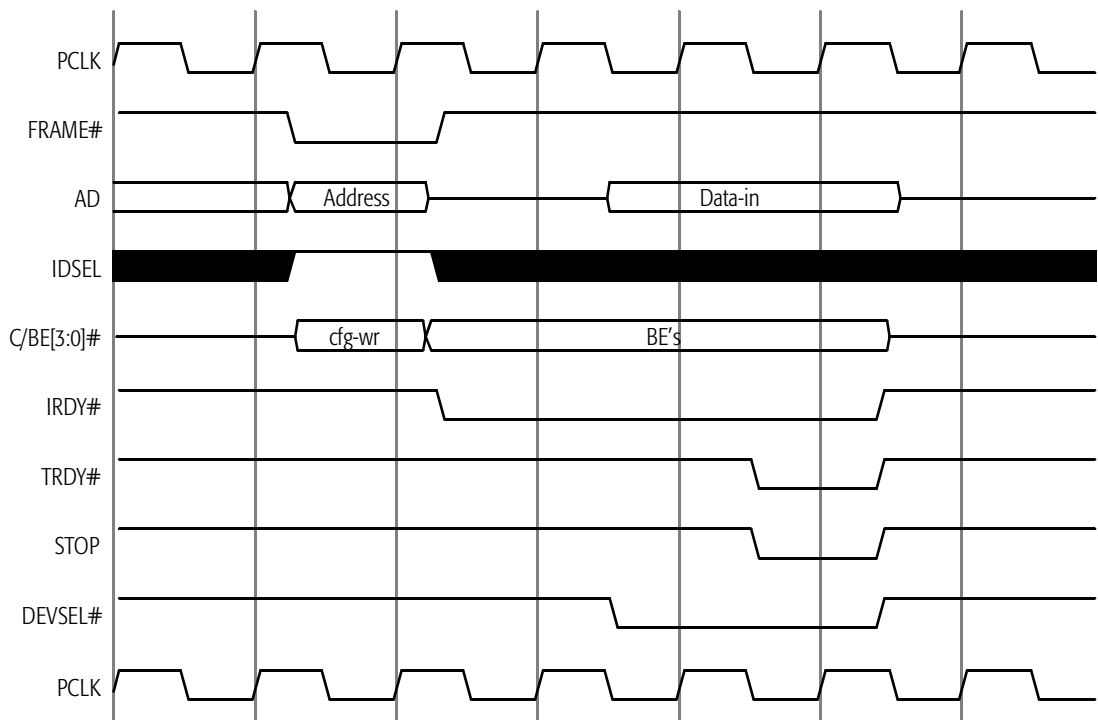 PCLK
FRAME#
AD
Address
Data-in
IDSEL
C/BE[3:0]#
cfg-wr
BE's
IRDY#
TRDY#
STOP
DEVSEL#
PCLK